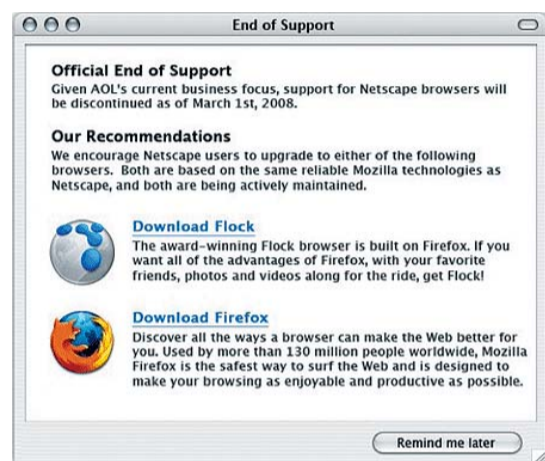 End of Support
Official End of Support
Given AOL's current business focus, support for Netscape browsers will
be discontinued as of March 1st, 2008.
Our Recommendations
We encourage Netscape users to upgrade to either of the following
browsers. Both are based on the same reliable Mozilla technologies as
Netscape, and both are being actively maintained.
Download Flock
The award-winning Flock browser is built on Firefox. If you
want all of the advantages of Firefox, with your favorite
friends, photos and videos along for the ride, get Flock!
Download Firefox
Discover all the ways a browser can make the Web better for
you. Used by more than 130 million people worldwide, Mozilla
Firefox is the safest way to surf the Web and is designed to
make your browsing as enjoyable and productive as possible.
Remind me later